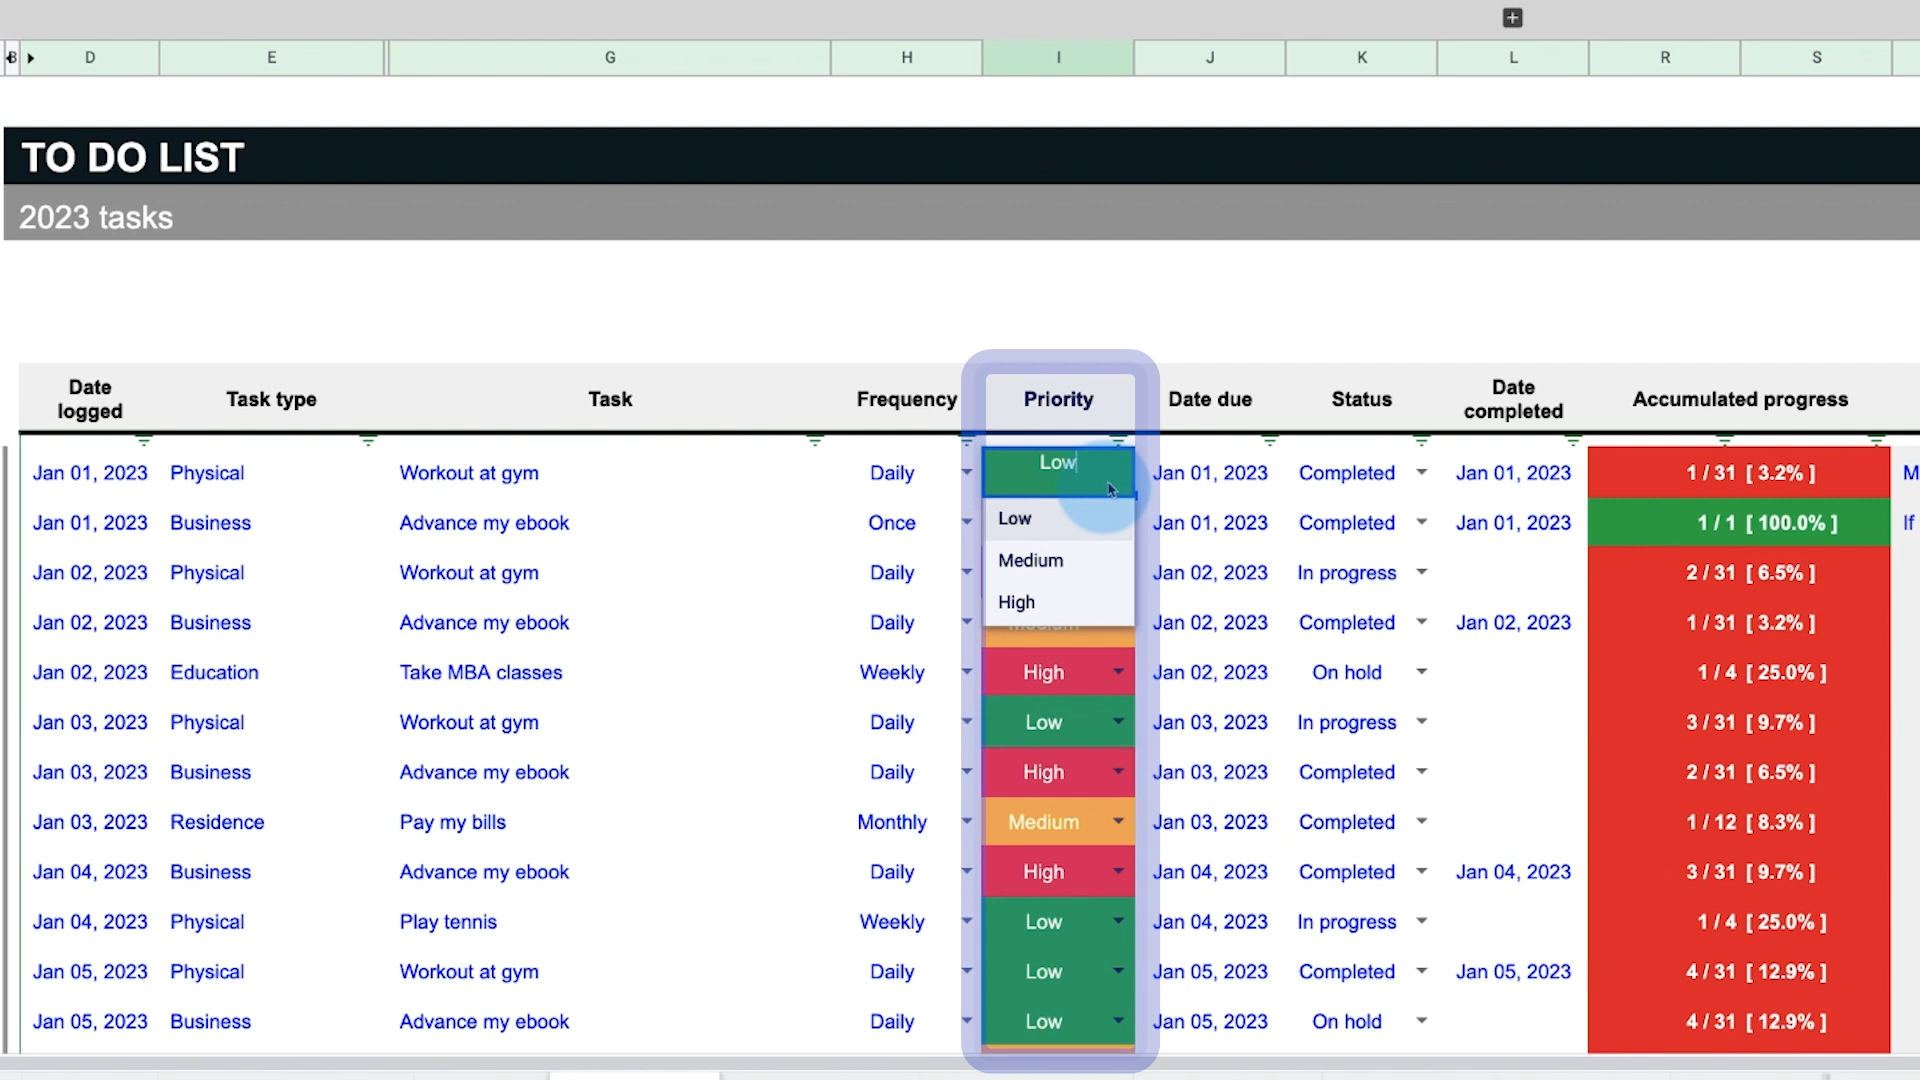 B D E G H I J K L R S
TO DO LIST
2023 tasks
Date logged Task type Task Frequency Priority Date due Status Date completed Accumulated progress
Jan 01, 2023 Physical Workout at gym Daily Low Jan 01, 2023 Completed Jan 01, 2023 1 / 31 [ 3.2% ] M
Jan 01, 2023 Business Advance my ebook Once Low Jan 01, 2023 Completed Jan 01, 2023 1 / 1 [ 100.0% ] If
Jan 02, 2023 Physical Workout at gym Daily Medium Jan 02, 2023 In progress 2 / 31 [ 6.5% ]
High
Jan 02, 2023 Business Advance my ebook Daily Medium Jan 02, 2023 Completed Jan 02, 2023 1 / 31 [ 3.2% ]
Jan 02, 2023 Education Take MBA classes Weekly High Jan 02, 2023 On hold 1 / 4 [ 25.0% ]
Jan 03, 2023 Physical Workout at gym Daily Low Jan 03, 2023 In progress 3 / 31 [ 9.7% ]
Jan 03, 2023 Business Advance my ebook Daily High Jan 03, 2023 Completed 2 / 31 [ 6.5% ]
Jan 03, 2023 Residence Pay my bills Monthly Medium Jan 03, 2023 Completed 1 / 12 [ 8.3% ]
Jan 04, 2023 Business Advance my ebook Daily High Jan 04, 2023 Completed Jan 04, 2023 3 / 31 [ 9.7% ]
Jan 04, 2023 Physical Play tennis Weekly Low Jan 04, 2023 In progress 1 / 4 [ 25.0% ]
Jan 05, 2023 Physical Workout at gym Daily Low Jan 05, 2023 Completed Jan 05, 2023 4 / 31 [ 12.9% ]
Jan 05, 2023 Business Advance my ebook Daily Low Jan 05, 2023 On hold 4 / 31 [ 12.9% ]